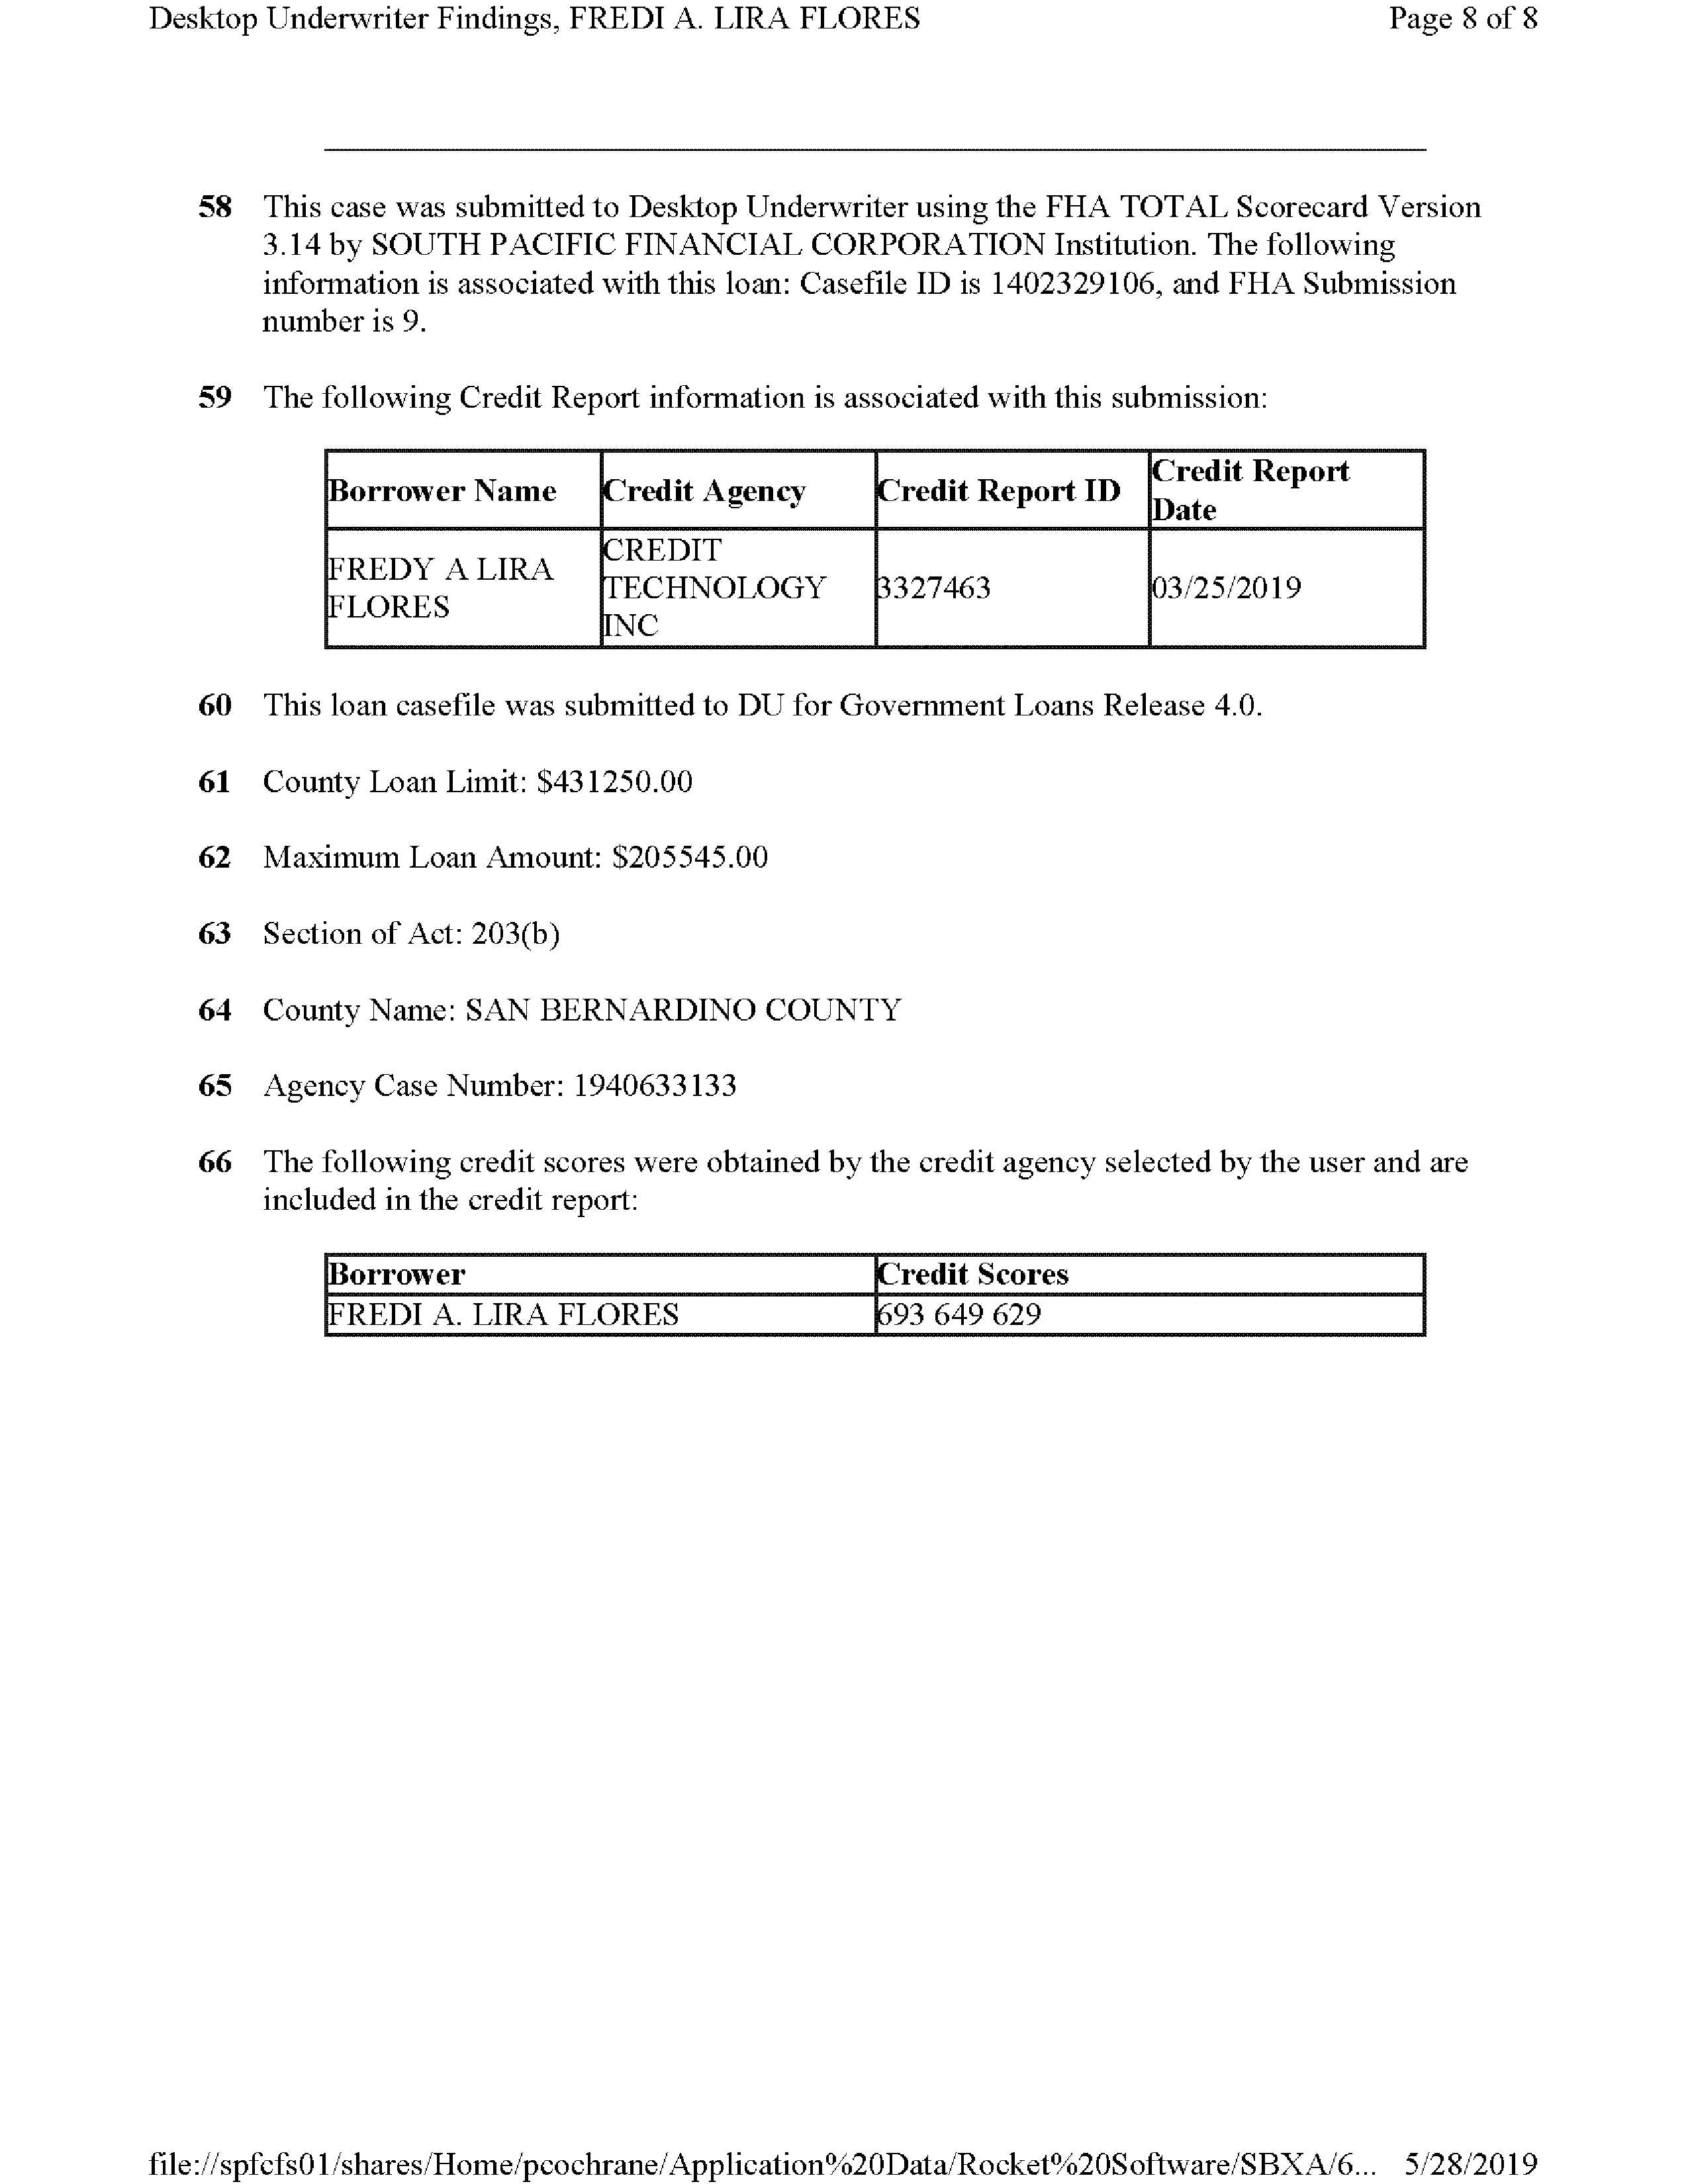 Desktop Underwriter Findings, FREDI A. LIRA FLORES Page 8 of 8
58 This case was submitted to Desktop Underwriter using the FHA TOTAL Scorecard Version
3.14 by SOUTH PACIFIC FINANCIAL CORPORATION Institution. The following
information is associated with this loan: Casefile ID is 1402329106, and FHA Submission
number is 9.
59 The following Credit Report information is associated with this submission:
Borrower Name Credit Agency Credit Report ID Credit Report
Date
FREDY A LIRA
FLORES
CREDIT
TECHNOLOGY
INC
3327463
03/25/2019
60 This loan casefile was submitted to DU for Government Loans Release 4.0.
61 County Loan Limit: $431250.00
62 Maximum Loan Amount: $205545.00
63 Section of Act: 203(b)
64 County Name: SAN BERNARDINO COUNTY
65 Agency Case Number: 1940633133
66 The following credit scores were obtained by the credit agency selected by the user and are
included in the credit report:
Borrower Credit Scores
FREDI A. LIRA FLORES 693 649 629
file://spfcfs01/shares/Home/pcochrane/Application%20Data/Rocket%20Software/SBXA/6... 5/28/2019